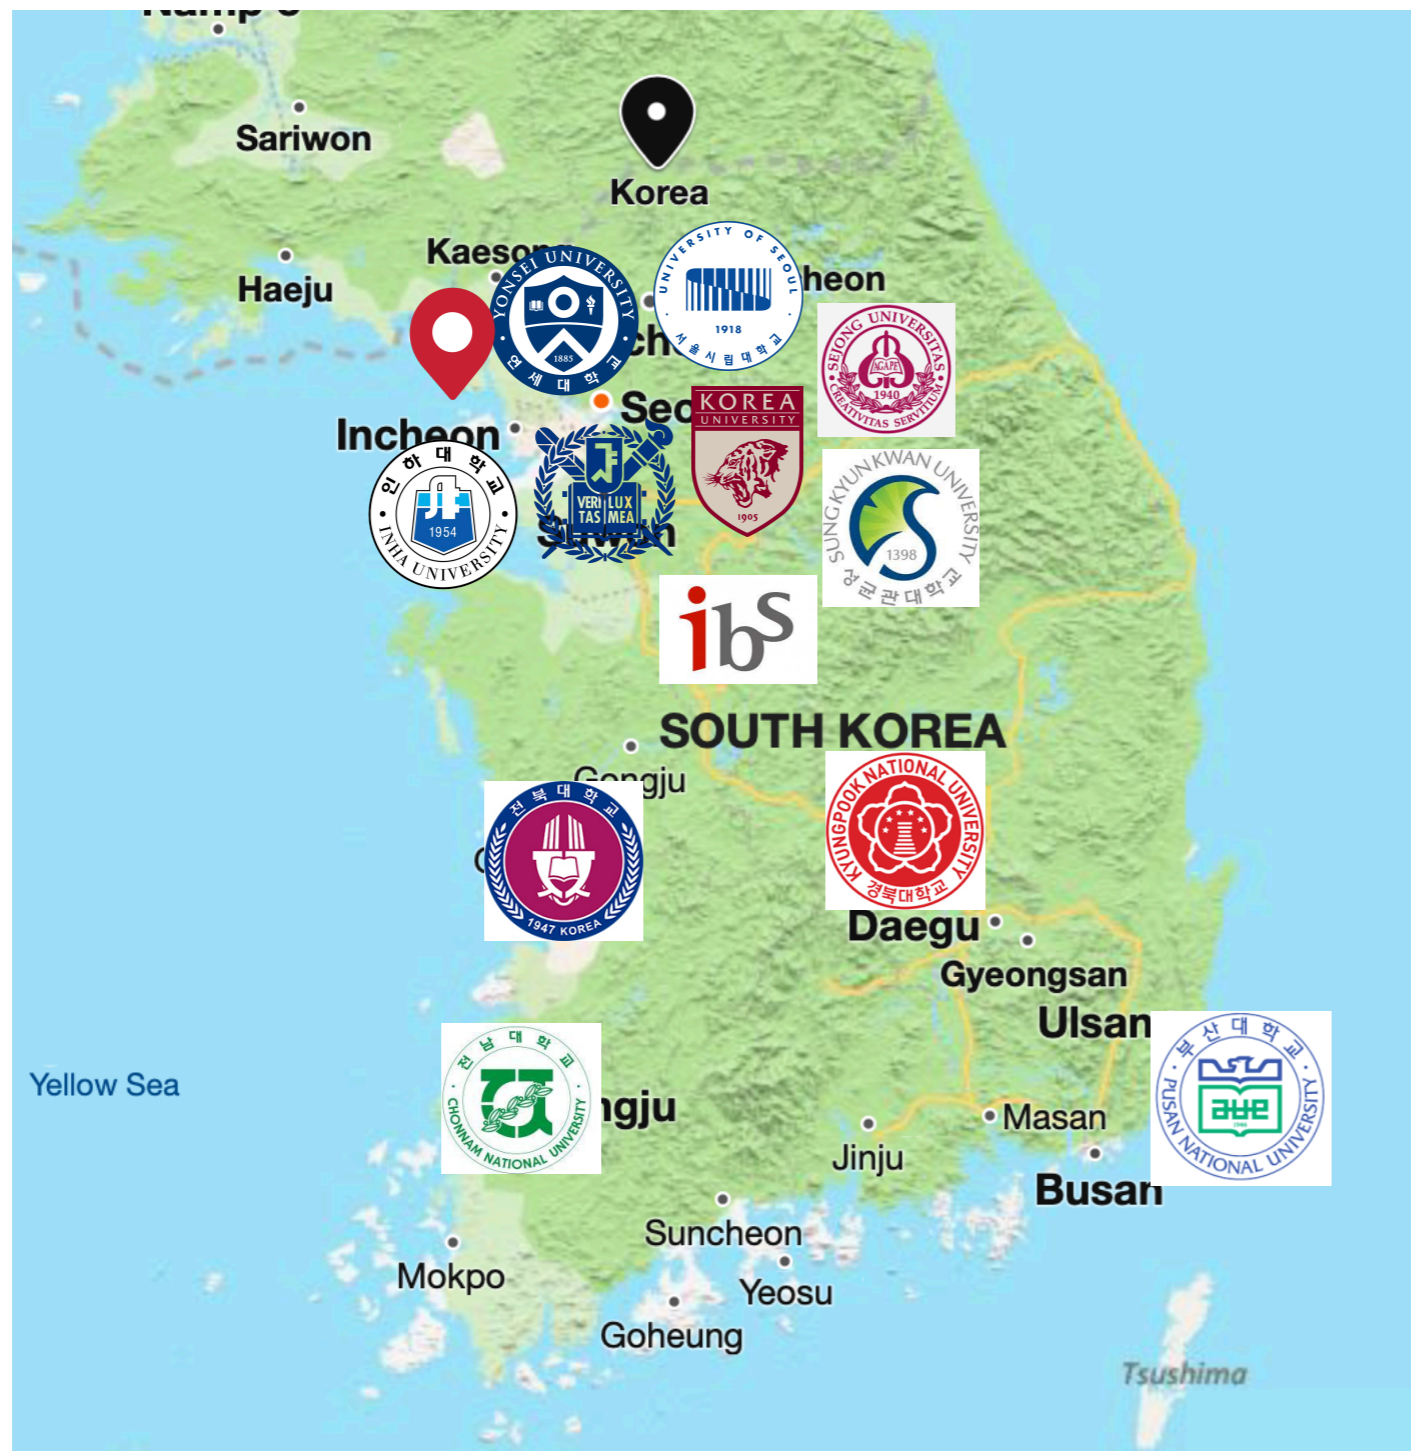 Sariwon
Korea
Kaesong
Haeju
YONSEI UNIVERSITY
1885
연세대학교
UNIVERSITY OF SEOUL
1918
서울시립대학교
heon
SEJONG UNIVERSITAS
AGAPE
1940
CREATIVITAS SERVITIUM
che
Seo
Incheon
KOREA
UNIVERSITY
1905
인하대학교
1954
INHA UNIVERSITY
VERI LUX
TAS MEA
SUNGKYUNKWAN UNIVERSITY
1398
성균관대학교
ibs
SOUTH KOREA
Gongju
전북대학교
1947 KOREA
KYUNGPOOK NATIONAL UNIVERSITY
경북대학교
Daegu
Gyeongsan
Ulsan
전남대학교
CHONNAM NATIONAL UNIVERSITY
부산대학교
PUSAN NATIONAL UNIVERSITY
Yellow Sea
ngju
Masan
Jinju
Busan
Suncheon
Mokpo
Yeosu
Goheung
Tsushima